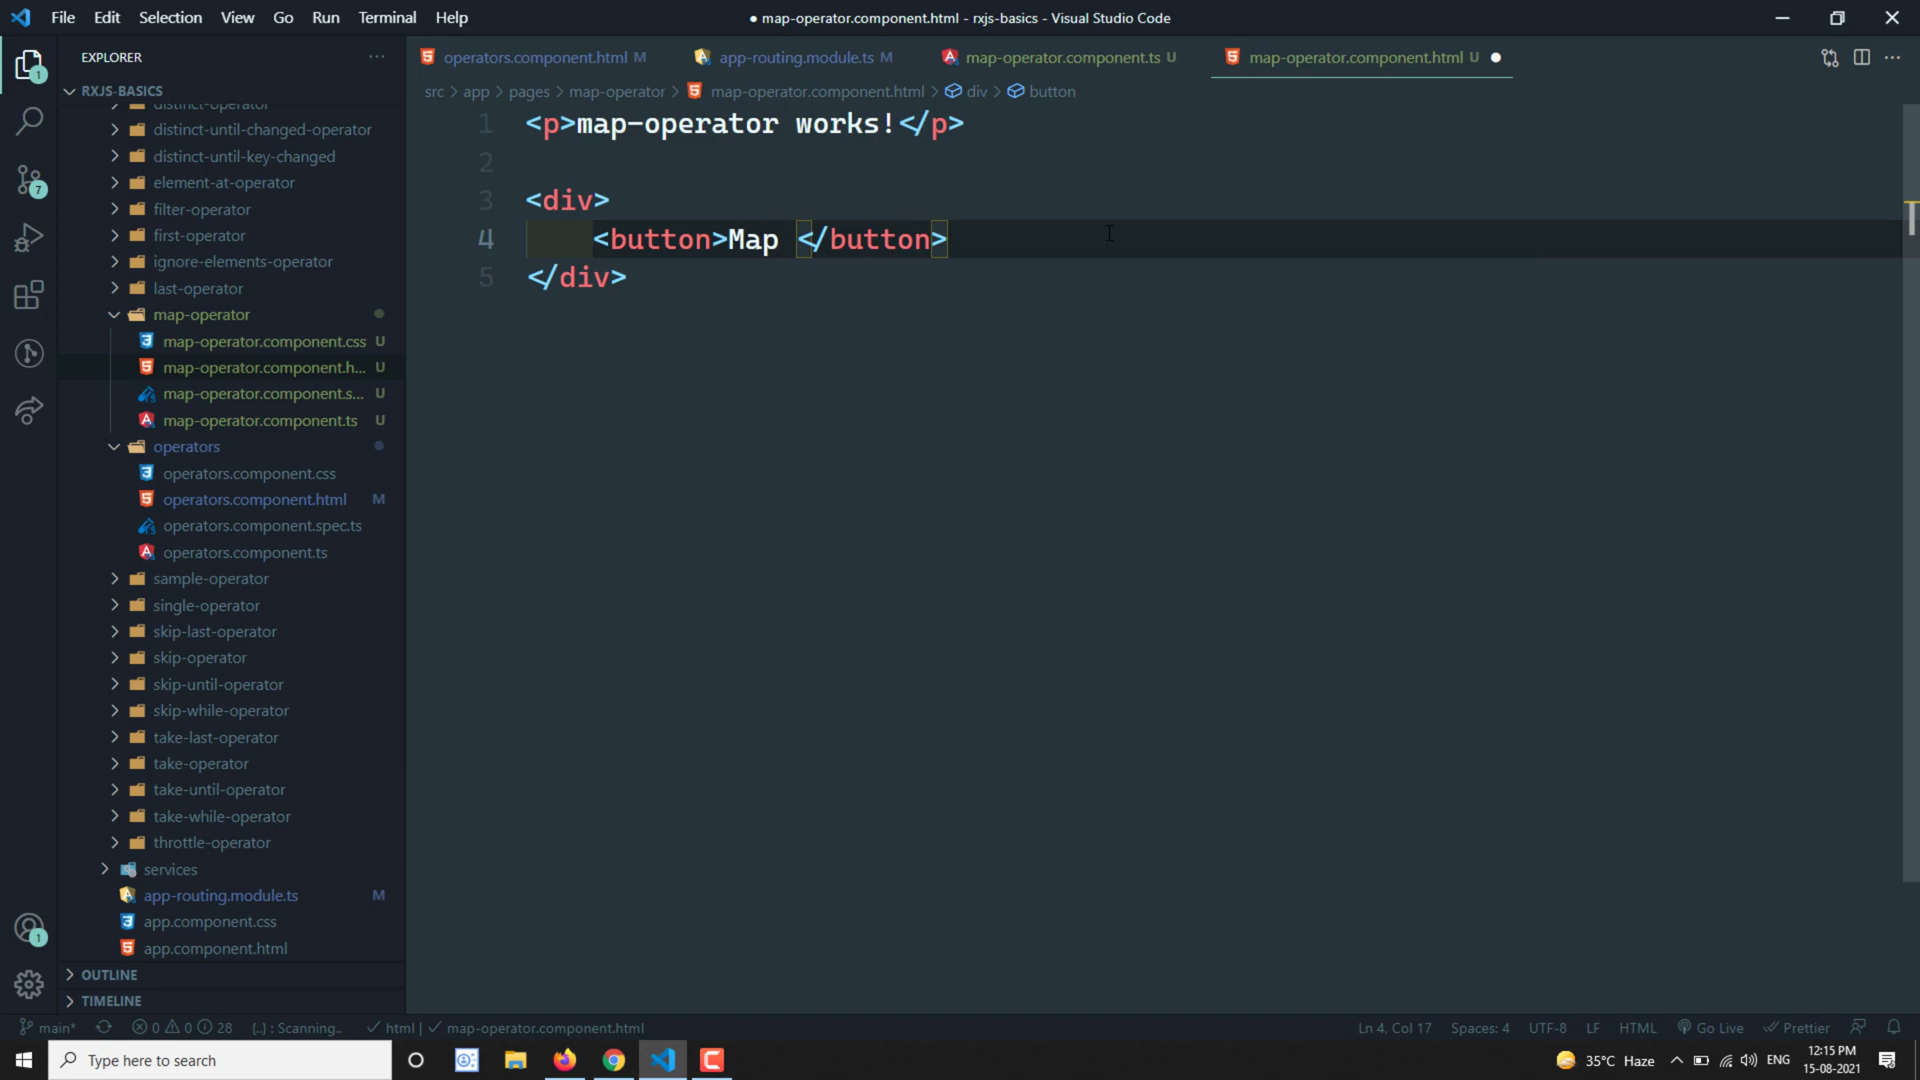 File Edit Selection View Go Run Terminal Help
● map-operator.component.html - rxjs-basics - Visual Studio Code
EXPLORER
operators.component.html M
app-routing.module.ts M
map-operator.component.ts U
map-operator.component.html U
RXJS-BASICS
src > app > pages > map-operator > map-operator.component.html > div > button
distinct-operator
distinct-until-changed-operator
distinct-until-key-changed
element-at-operator
filter-operator
first-operator
ignore-elements-operator
last-operator
map-operator
map-operator.component.css U
map-operator.component.h... U
map-operator.component.s... U
map-operator.component.ts U
operators
operators.component.css
operators.component.html M
operators.component.spec.ts
operators.component.ts
sample-operator
single-operator
skip-last-operator
skip-operator
skip-until-operator
skip-while-operator
take-last-operator
take-operator
take-until-operator
take-while-operator
throttle-operator
services
app-routing.module.ts M
app.component.css
app.component.html
OUTLINE
TIMELINE
1 <p>map-operator works!</p>
2
3 <div>
4 <button>Map </button>
5 </div>
1
7
1
main* 0 0 28 {..} : Scanning.. html | map-operator.component.html
Ln 4, Col 17 Spaces: 4 UTF-8 LF HTML Go Live Prettier
Type here to search
35°C Haze
ENG
12:15 PM
15-08-2021